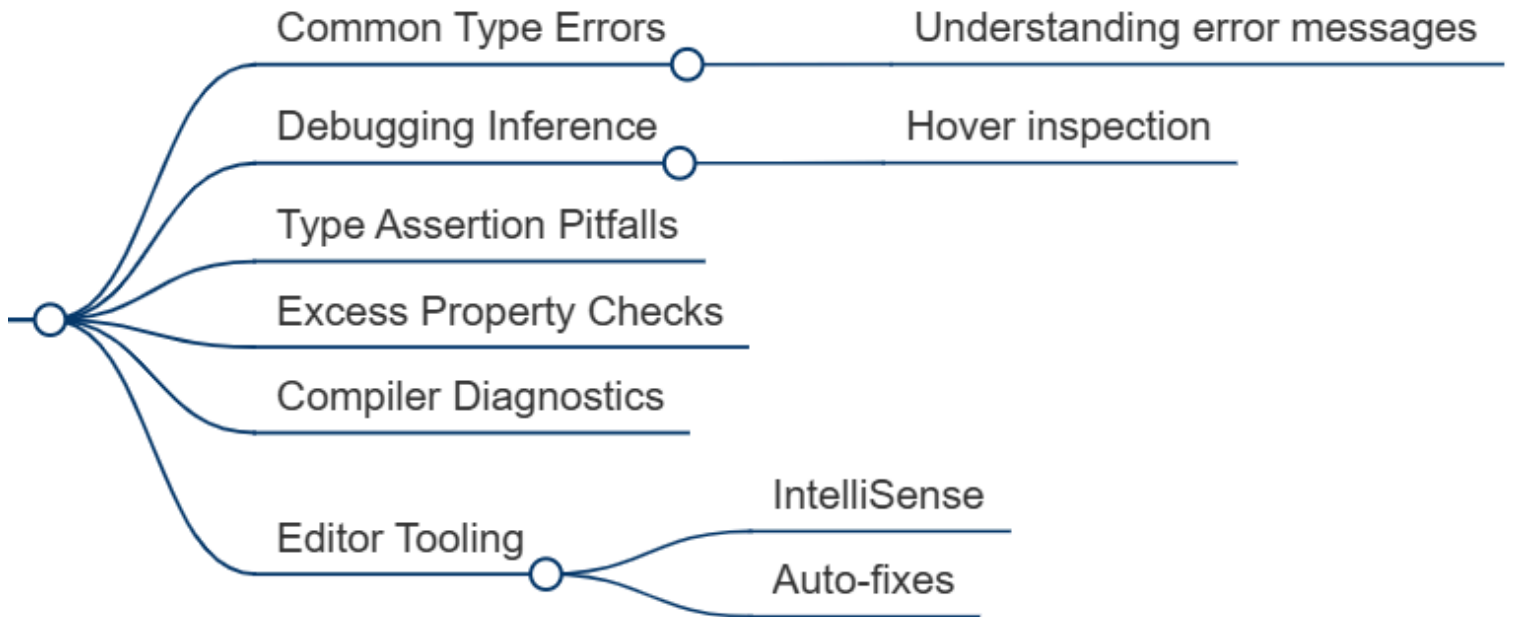 Common Type Errors
Understanding error messages
Debugging Inference
Hover inspection
Type Assertion Pitfalls
Excess Property Checks
Compiler Diagnostics
Editor Tooling
IntelliSense
Auto-fixes